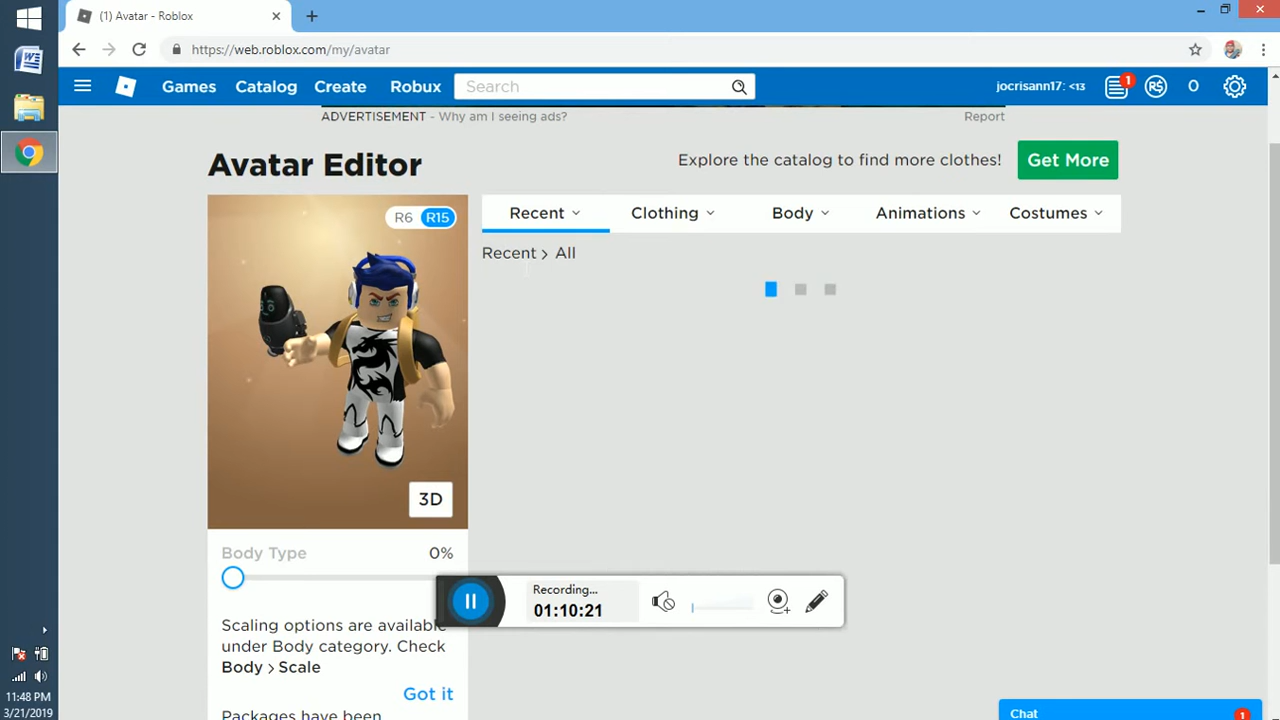 (1) Avatar - Roblox
https://web.roblox.com/my/avatar
Games Catalog Create Robux Search jocrisann17: <13 1 R$ 0
ADVERTISEMENT - Why am I seeing ads? Report
Avatar Editor
Explore the catalog to find more clothes! Get More
R6 R15
Recent Clothing Body Animations Costumes
Recent > All
3D
Body Type 0%
Recording...
01:10:21
Scaling options are available
under Body category. Check
Body > Scale
Got it
Packages have been
Chat 1
11:48 PM
3/21/2019